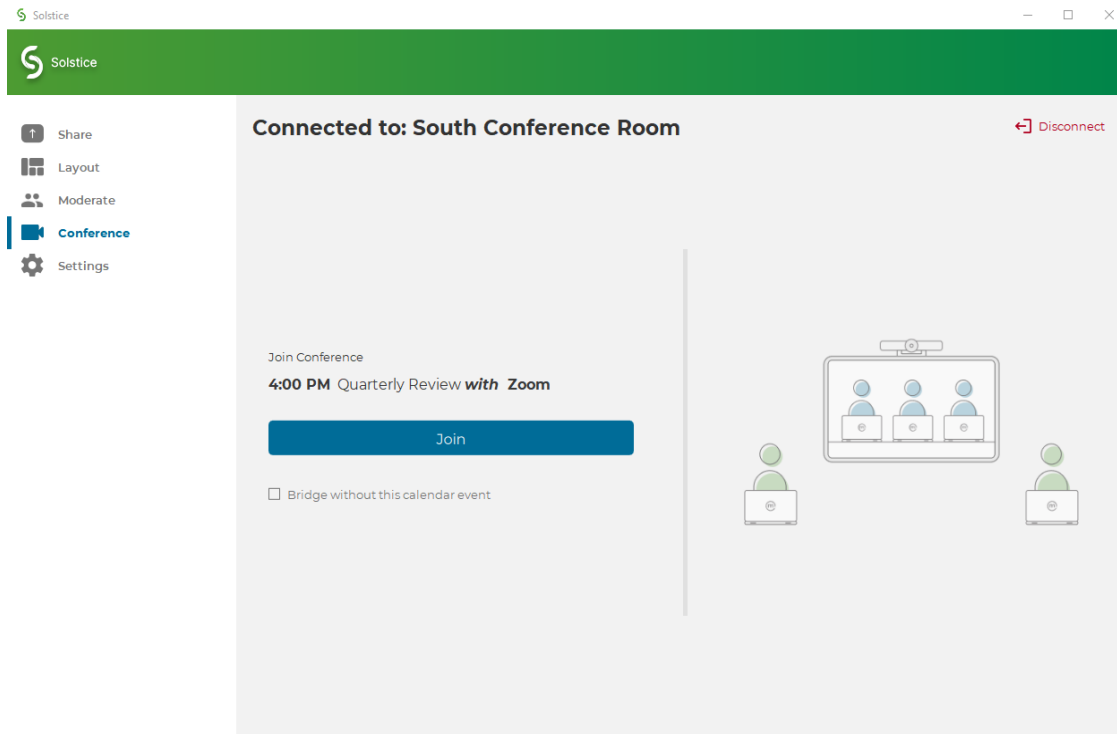 Solstice
Solstice
Share
Layout
Moderate
Conference
Settings
Connected to: South Conference Room
Disconnect
Join Conference
4:00 PM Quarterly Review with Zoom
Join
Bridge without this calendar event